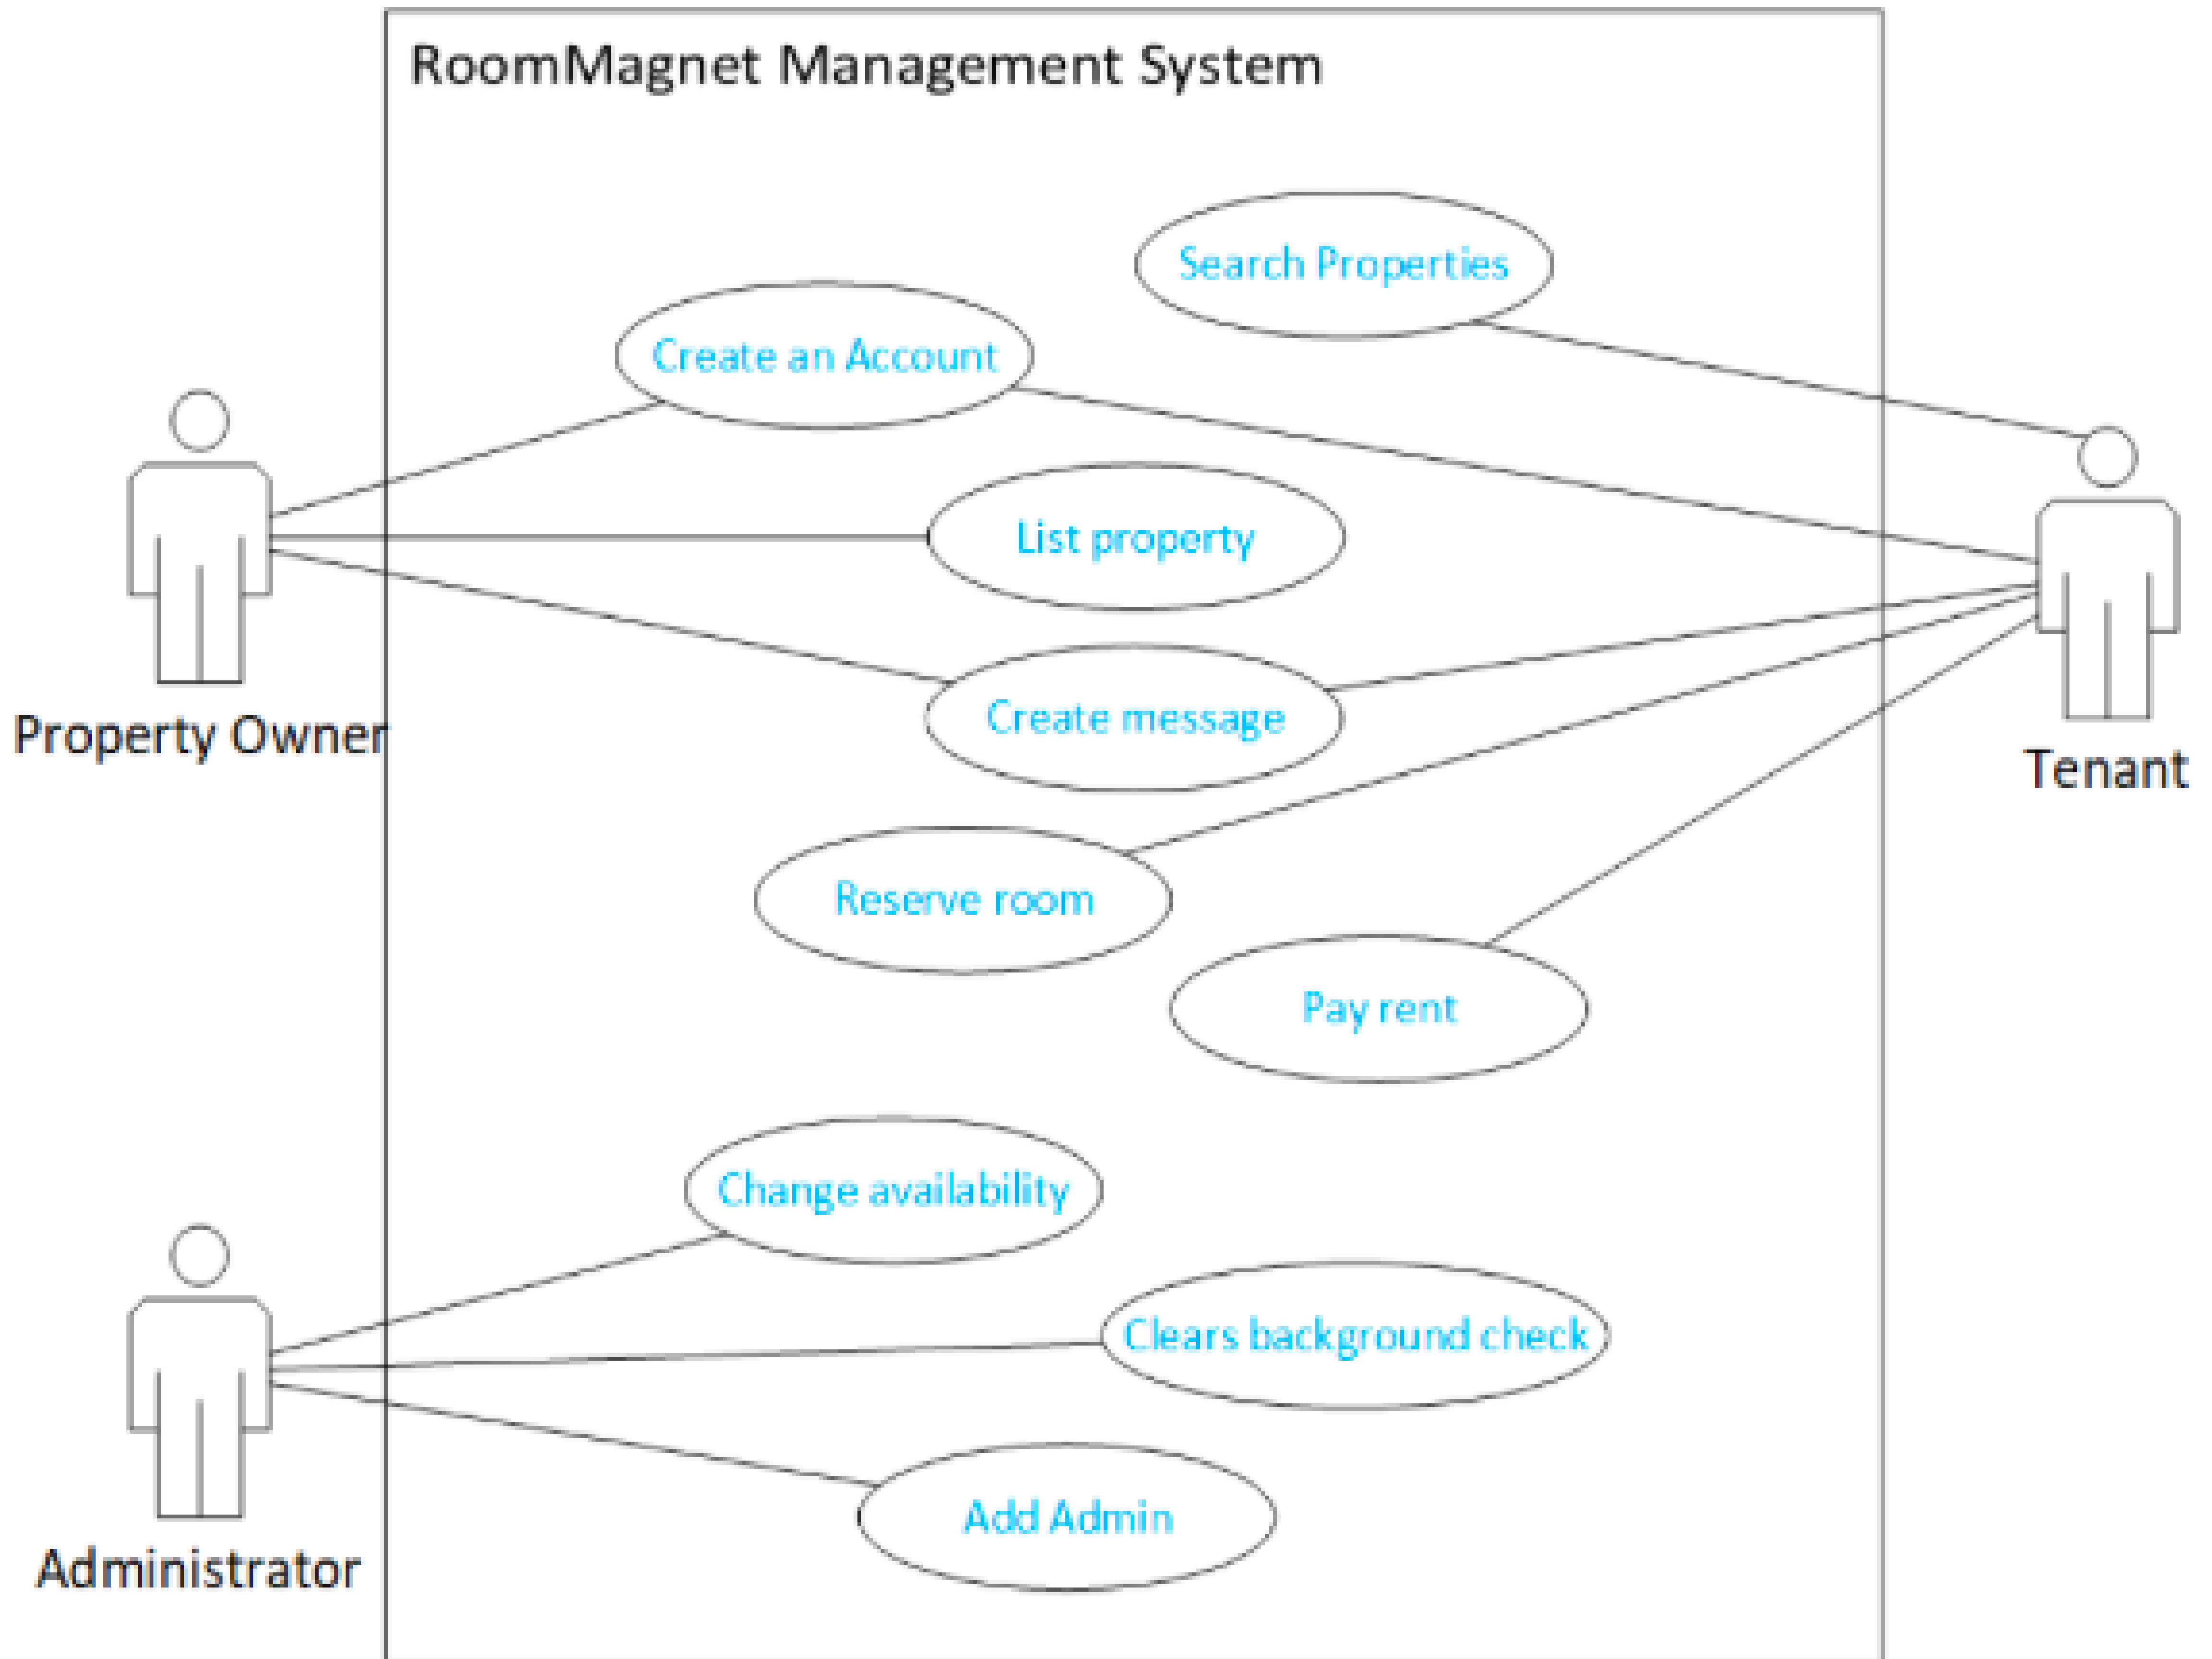 RoomMagnet Management System
Search Properties
Create an Account
List property
Create message
Property Owner
Tenant
Reserve room
Pay rent
Change availability
Clears background check
Add Admin
Administrator